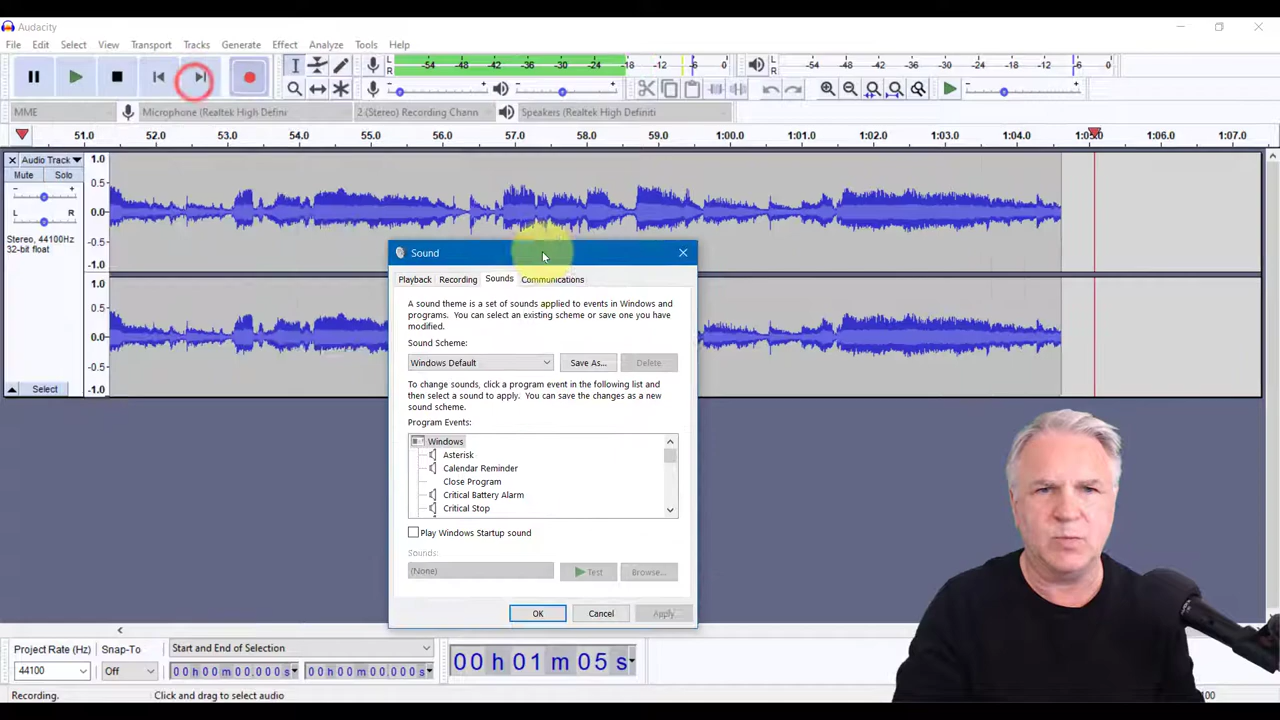 Audacity
File Edit Select View Transport Tracks Generate Effect Analyze Tools Help
L R -54 -48 -42 -36 -30 -24 -18 -12 -6 0
L R -54 -48 -42 -36 -30 -24 -18 -12 -6 0
MME Microphone (Realtek High Defini 2 (Stereo) Recording Chann Speakers (Realtek High Definiti
51.0 52.0 53.0 54.0 55.0 56.0 57.0 58.0 59.0 1:00.0 1:01.0 1:02.0 1:03.0 1:04.0 1:05.0 1:06.0 1:07.0
Audio Track
Mute Solo
- +
L R
Stereo, 44100Hz
32-bit float
Select
1.0
0.5
0.0
-0.5
-1.0
1.0
0.5
0.0
-0.5
-1.0
Sound
Playback Recording Sounds Communications
A sound theme is a set of sounds applied to events in Windows and
programs. You can select an existing scheme or save one you have
modified.
Sound Scheme:
Windows Default Save As... Delete
To change sounds, click a program event in the following list and
then select a sound to apply. You can save the changes as a new
sound scheme.
Program Events:
Windows
Asterisk
Calendar Reminder
Close Program
Critical Battery Alarm
Critical Stop
Play Windows Startup sound
Sounds:
(None) Test Browse...
OK Cancel Apply
Project Rate (Hz) Snap-To Start and End of Selection
44100 Off 00 h 00 m 00.000 s 00 h 00 m 00.000 s
00 h 01 m 05 s
Recording. Click and drag to select audio